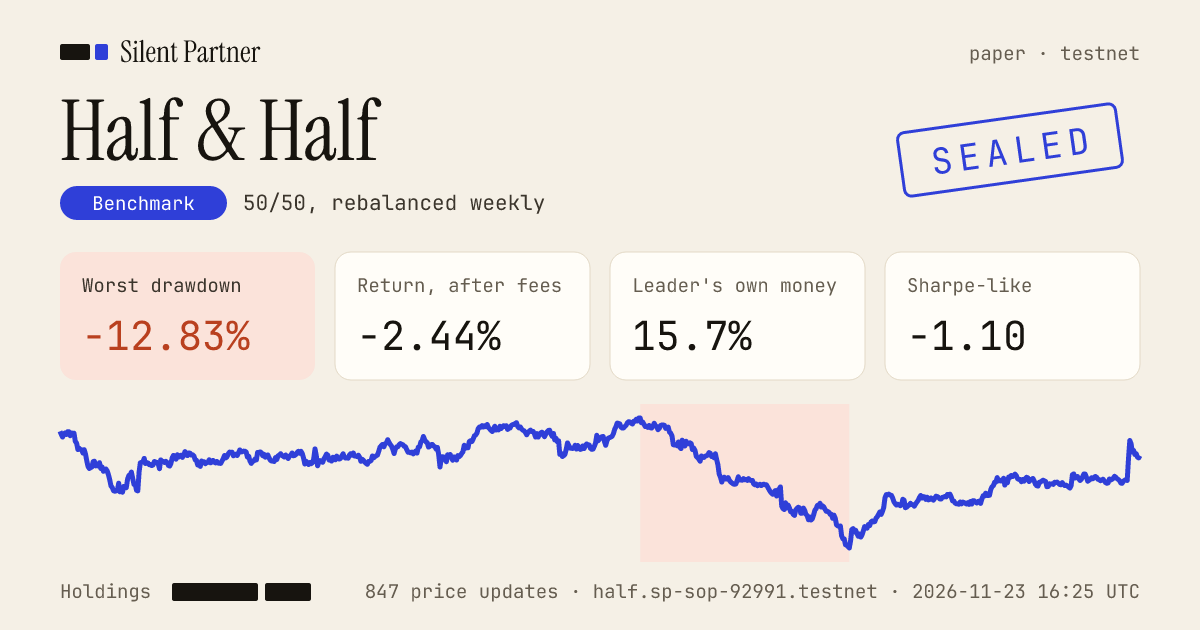 Silent Partner
paper · testnet
Half & Half
SEALED
Benchmark
50/50, rebalanced weekly
Worst drawdown
-12.83%
Return, after fees
-2.44%
Leader's own money
15.7%
Sharpe-like
-1.10
Holdings
847 price updates · half.sp-sop-92991.testnet · 2026-11-23 16:25 UTC